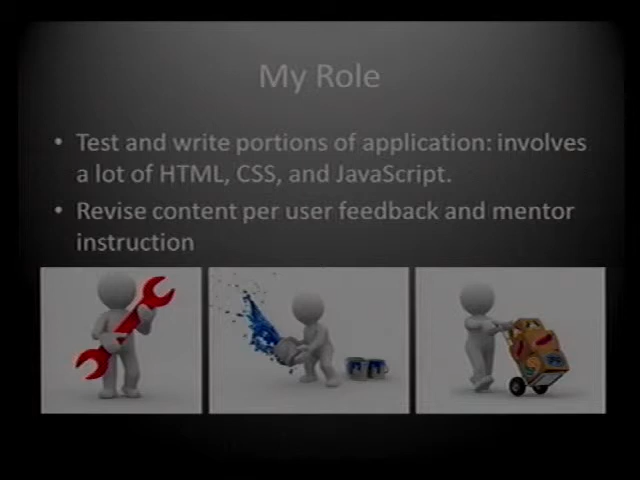 My Role
• Test and write portions of application: involves
a lot of HTML, CSS, and JavaScript.
• Revise content per user feedback and mentor
instruction